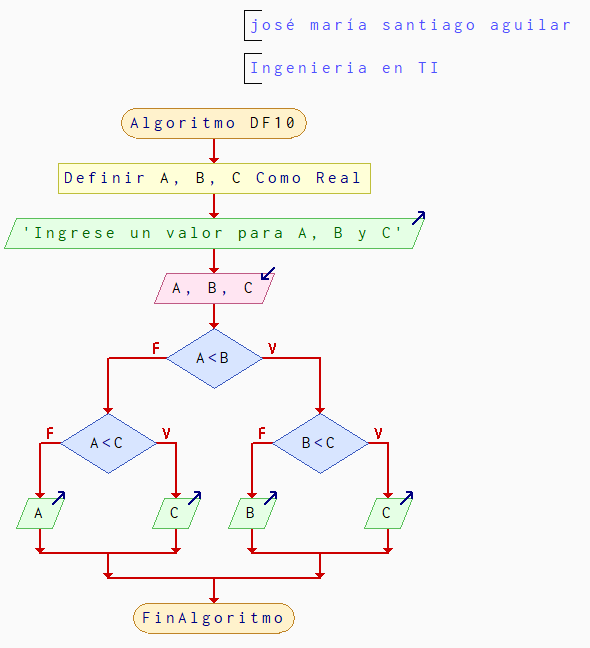 josé maría santiago aguilar
Ingenieria en TI
Algoritmo DF10
Definir A, B, C Como Real
'Ingrese un valor para A, B y C'
A, B, C
A<B
F
V
A<C
F
V
B<C
F
V
A
C
B
C
FinAlgoritmo